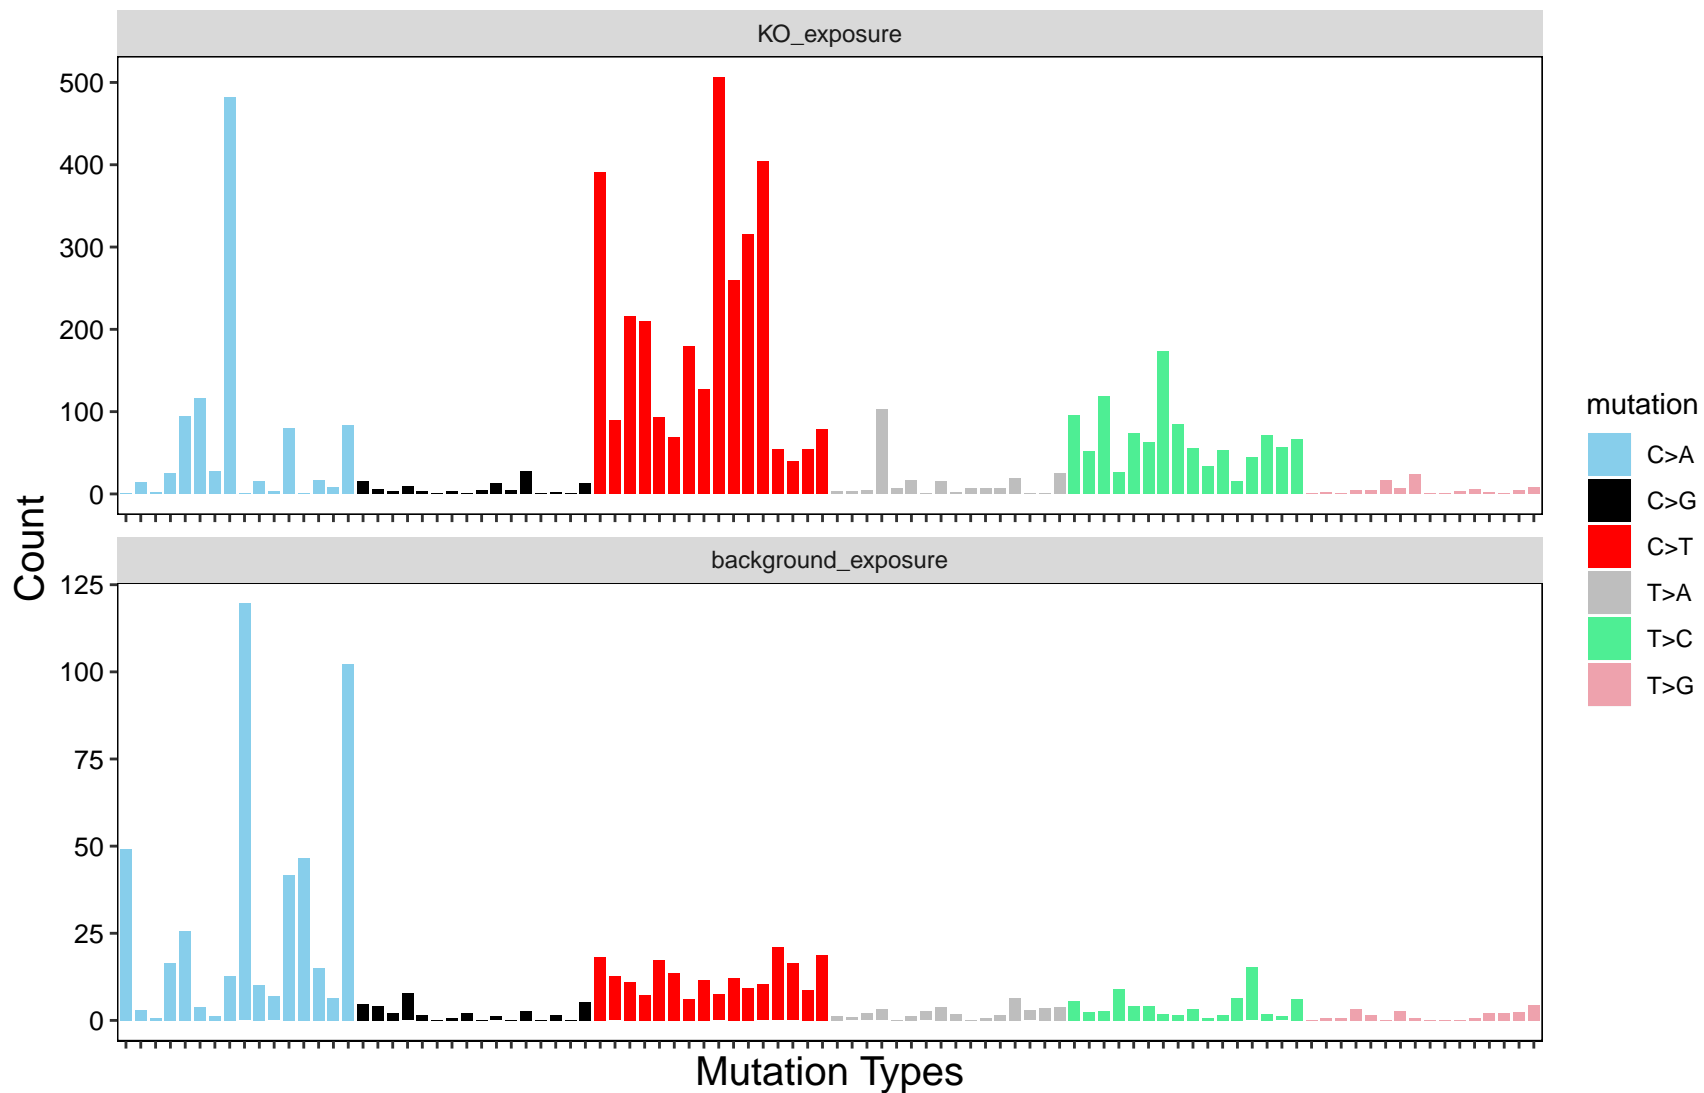 KO_exposure
500
400
300
200
100
0
background_exposure
125
100
75
50
25
0
Count
Mutation Types
mutation
C>A
C>G
C>T
T>A
T>C
T>G